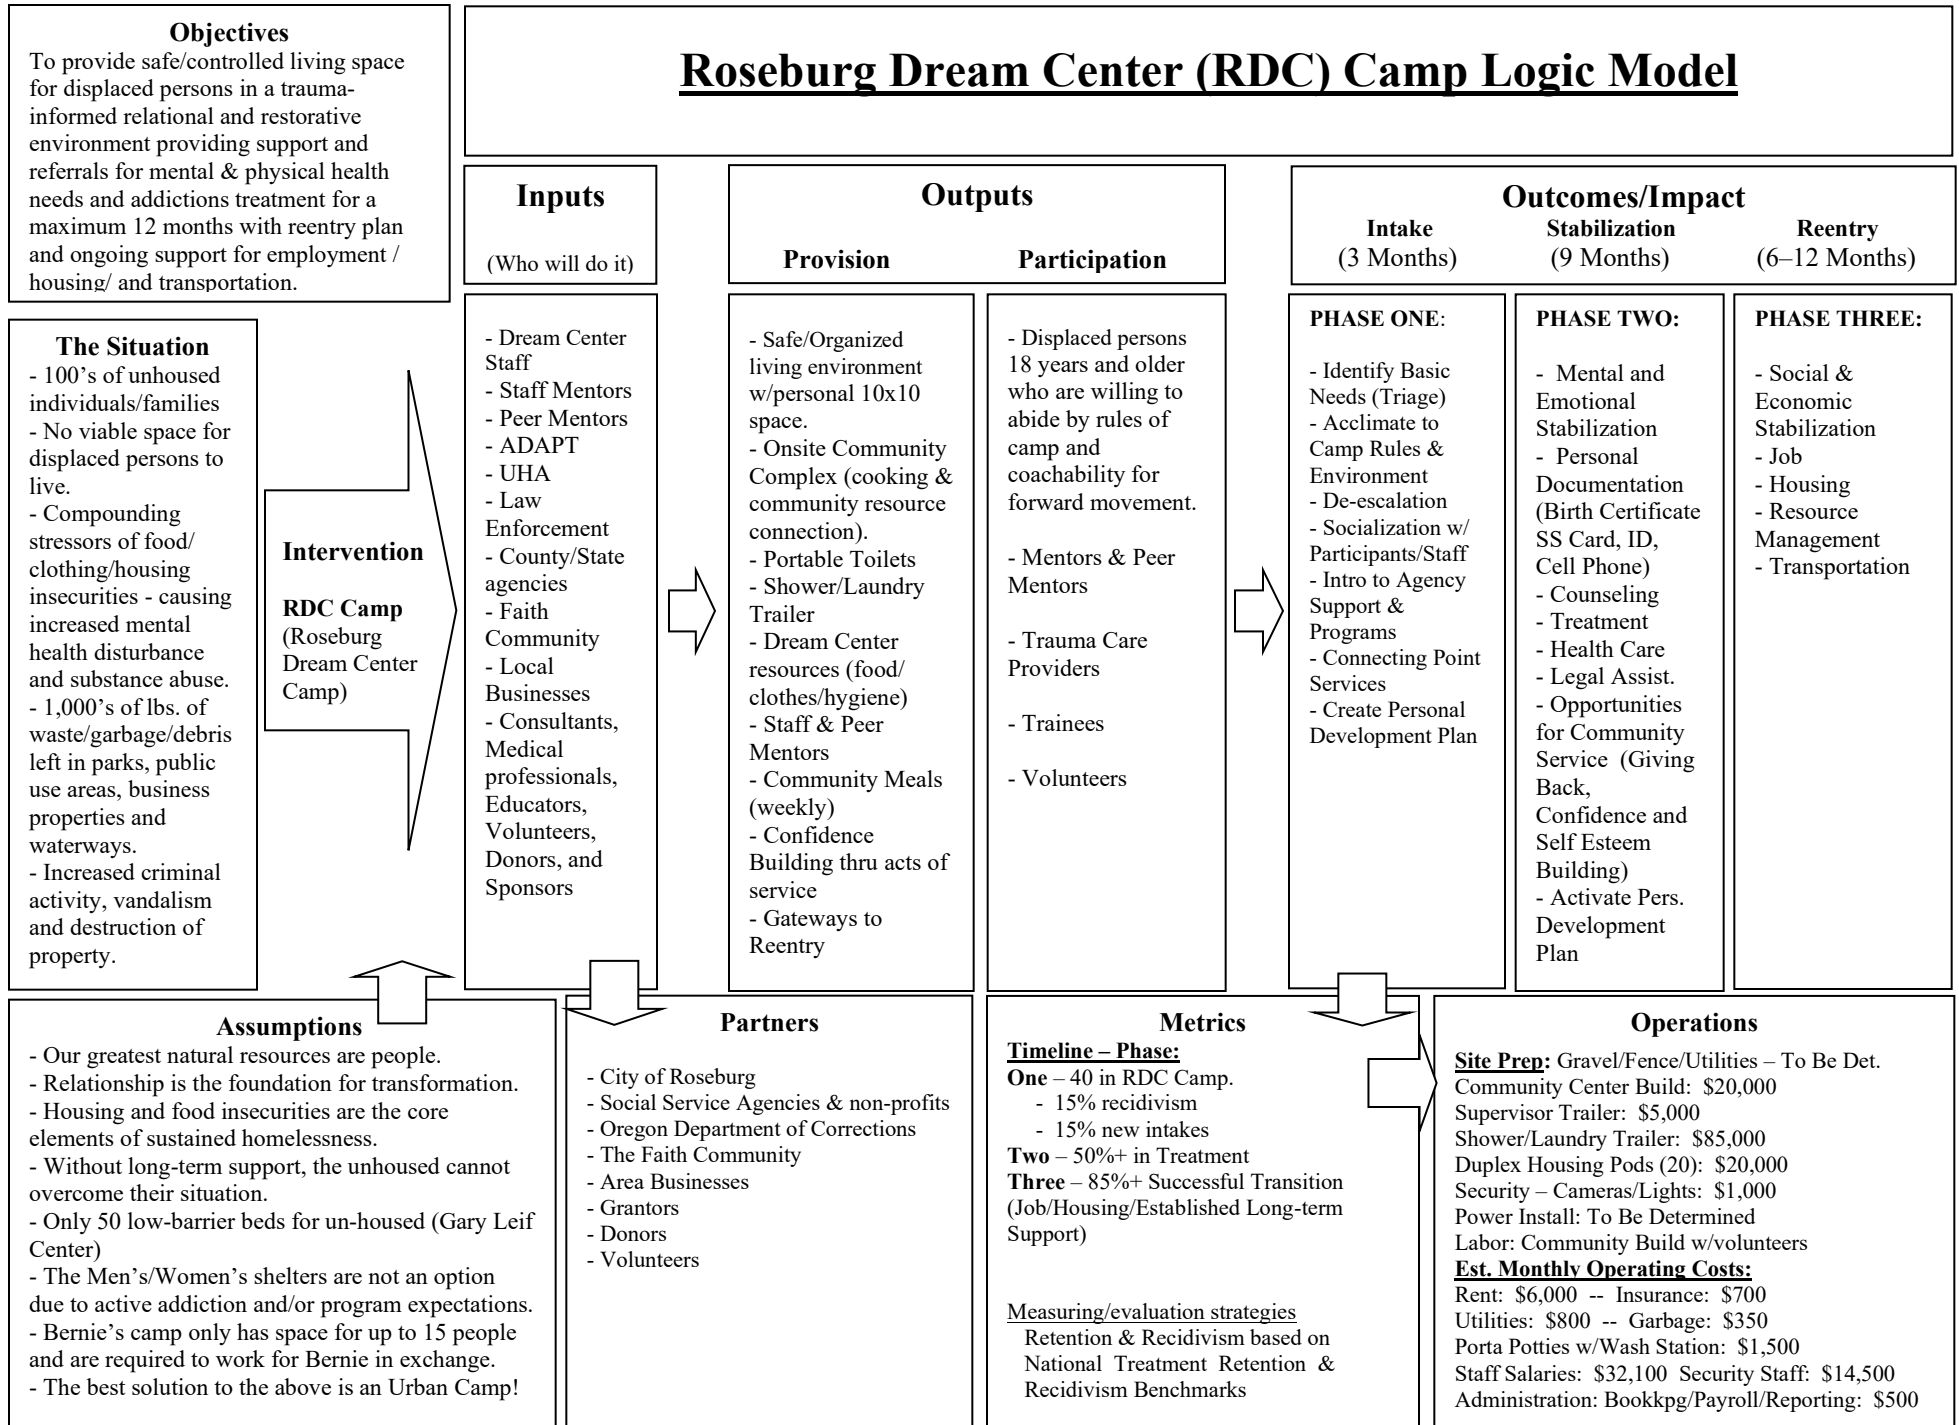 Objectives
To provide safe/controlled living space
for displaced persons in a trauma-
informed relational and restorative
environment providing support and
referrals for mental & physical health
needs and addictions treatment for a
maximum 12 months with reentry plan
and ongoing support for employment /
housing/ and transportation.
Roseburg Dream Center (RDC) Camp Logic Model
Inputs
(Who will do it)
Outputs
Provision
Participation
Outcomes/Impact
Intake
(3 Months)
Stabilization
(9 Months)
Reentry
(6–12 Months)
The Situation
- 100’s of unhoused
individuals/families
- No viable space for
displaced persons to
live.
- Compounding
stressors of food/
clothing/housing
insecurities - causing
increased mental
health disturbance
and substance abuse.
- 1,000’s of lbs. of
waste/garbage/debris
left in parks, public
use areas, business
properties and
waterways.
- Increased criminal
activity, vandalism
and destruction of
property.
Intervention
RDC Camp
(Roseburg
Dream Center
Camp)
- Dream Center
Staff
- Staff Mentors
- Peer Mentors
- ADAPT
- UHA
- Law
Enforcement
- County/State
agencies
- Faith
Community
- Local
Businesses
- Consultants,
Medical
professionals,
Educators,
Volunteers,
Donors, and
Sponsors
- Safe/Organized
living environment
w/personal 10x10
space.
- Onsite Community
Complex (cooking &
community resource
connection).
- Portable Toilets
- Shower/Laundry
Trailer
- Dream Center
resources (food/
clothes/hygiene)
- Staff & Peer
Mentors
- Community Meals
(weekly)
- Confidence
Building thru acts of
service
- Gateways to
Reentry
- Displaced persons
18 years and older
who are willing to
abide by rules of
camp and
coachability for
forward movement.
- Mentors & Peer
Mentors
- Trauma Care
Providers
- Trainees
- Volunteers
PHASE ONE:
- Identify Basic
Needs (Triage)
- Acclimate to
Camp Rules &
Environment
- De-escalation
- Socialization w/
Participants/Staff
- Intro to Agency
Support &
Programs
- Connecting Point
Services
- Create Personal
Development Plan
PHASE TWO:
- Mental and
Emotional
Stabilization
- Personal
Documentation
(Birth Certificate
SS Card, ID,
Cell Phone)
- Counseling
- Treatment
- Health Care
- Legal Assist.
- Opportunities
for Community
Service (Giving
Back,
Confidence and
Self Esteem
Building)
- Activate Pers.
Development
Plan
PHASE THREE:
- Social &
Economic
Stabilization
- Job
- Housing
- Resource
Management
- Transportation
Assumptions
- Our greatest natural resources are people.
- Relationship is the foundation for transformation.
- Housing and food insecurities are the core
elements of sustained homelessness.
- Without long-term support, the unhoused cannot
overcome their situation.
- Only 50 low-barrier beds for un-housed (Gary Leif
Center)
- The Men’s/Women’s shelters are not an option
due to active addiction and/or program expectations.
- Bernie’s camp only has space for up to 15 people
and are required to work for Bernie in exchange.
- The best solution to the above is an Urban Camp!
Partners
- City of Roseburg
- Social Service Agencies & non-profits
- Oregon Department of Corrections
- The Faith Community
- Area Businesses
- Grantors
- Donors
- Volunteers
Metrics
Timeline – Phase:
One – 40 in RDC Camp.
- 15% recidivism
- 15% new intakes
Two – 50%+ in Treatment
Three – 85%+ Successful Transition
(Job/Housing/Established Long-term
Support)
Measuring/evaluation strategies
Retention & Recidivism based on
National Treatment Retention &
Recidivism Benchmarks
Operations
Site Prep: Gravel/Fence/Utilities – To Be Det.
Community Center Build: $20,000
Supervisor Trailer: $5,000
Shower/Laundry Trailer: $85,000
Duplex Housing Pods (20): $20,000
Security – Cameras/Lights: $1,000
Power Install: To Be Determined
Labor: Community Build w/volunteers
Est. Monthly Operating Costs:
Rent: $6,000 -- Insurance: $700
Utilities: $800 -- Garbage: $350
Porta Potties w/Wash Station: $1,500
Staff Salaries: $32,100 Security Staff: $14,500
Administration: Bookkpg/Payroll/Reporting: $500